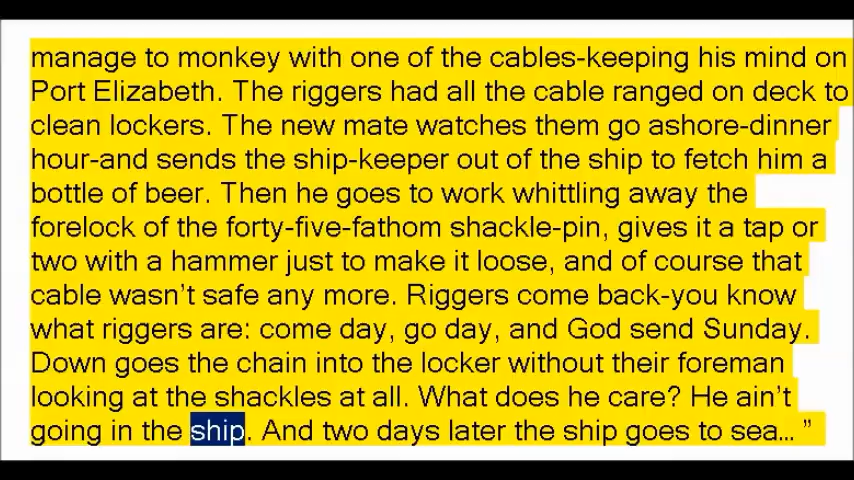 manage to monkey with one of the cables-keeping his mind on
Port Elizabeth. The riggers had all the cable ranged on deck to
clean lockers. The new mate watches them go ashore-dinner
hour-and sends the ship-keeper out of the ship to fetch him a
bottle of beer. Then he goes to work whittling away the
forelock of the forty-five-fathom shackle-pin, gives it a tap or
two with a hammer just to make it loose, and of course that
cable wasn’t safe any more. Riggers come back-you know
what riggers are: come day, go day, and God send Sunday.
Down goes the chain into the locker without their foreman
looking at the shackles at all. What does he care? He ain’t
going in the ship. And two days later the ship goes to sea... ”